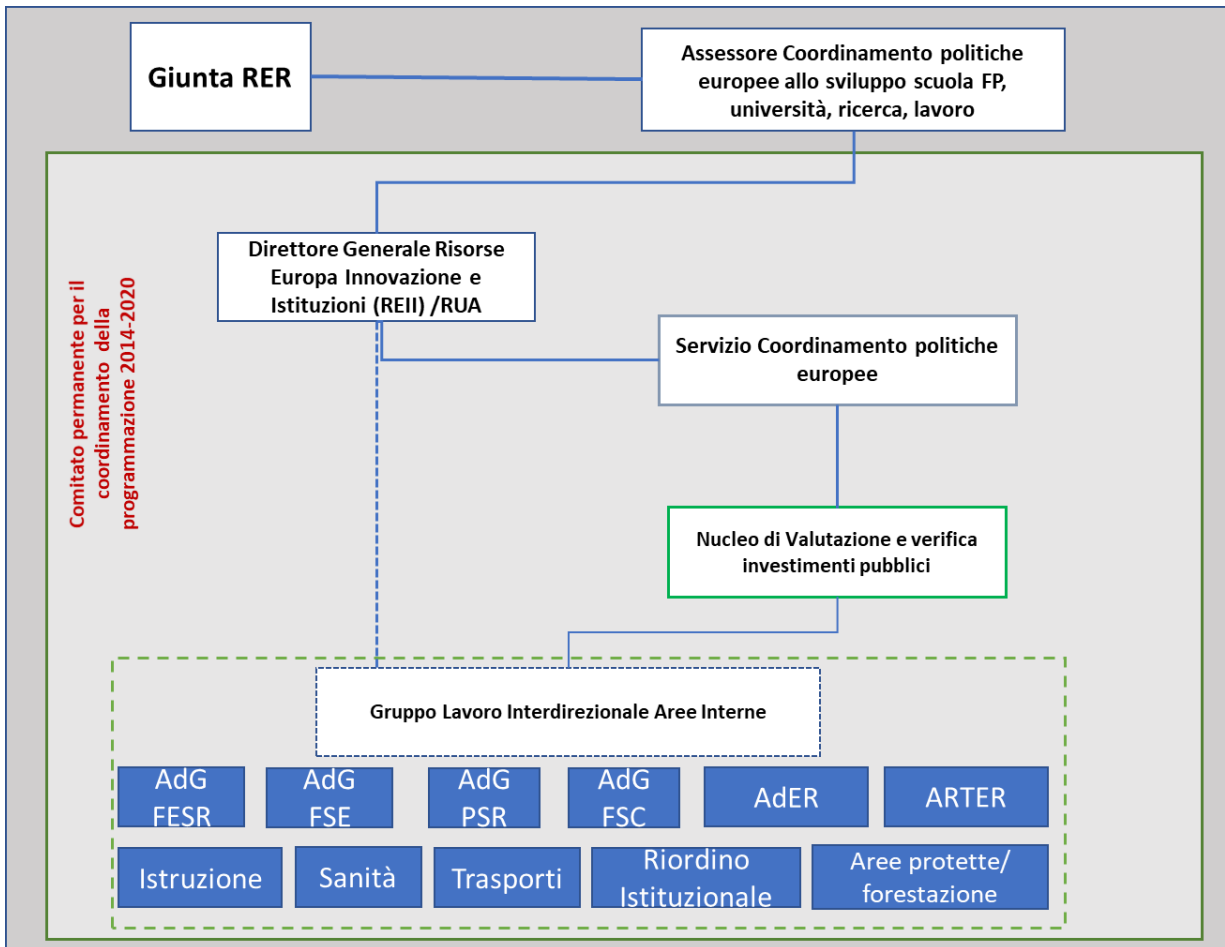 Giunta RER
Assessore Coordinamento politiche
europee allo sviluppo scuola FP,
università, ricerca, lavoro
Comitato permanente per il
coordinamento della
programmazione 2014-2020
Direttore Generale Risorse
Europa Innovazione e
Istituzioni (REII) /RUA
Servizio Coordinamento politiche
europee
Nucleo di Valutazione e verifica
investimenti pubblici
Gruppo Lavoro Interdirezionale Aree Interne
AdG
FESR
AdG
FSE
AdG
PSR
AdG
FSC
AdER
ARTER
Istruzione
Sanità
Trasporti
Riordino
Istituzionale
Aree protette/
forestazione